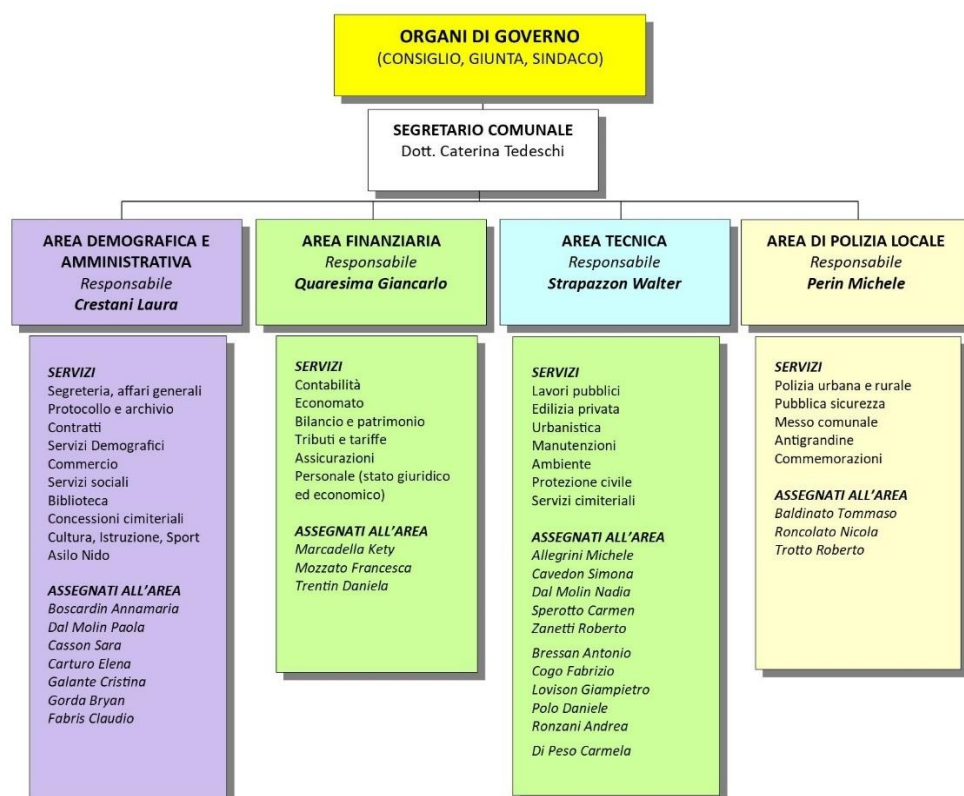 ORGANI DI GOVERNO
(CONSIGLIO, GIUNTA, SINDACO)
SEGRETARIO COMUNALE
Dott. Caterina Tedeschi
AREA DEMOGRAFICA E
AMMINISTRATIVA
Responsabile
Crestani Laura
AREA FINANZIARIA
Responsabile
Quaresima Giancarlo
AREA TECNICA
Responsabile
Strapazzon Walter
AREA DI POLIZIA LOCALE
Responsabile
Perin Michele
SERVIZI
Segreteria, affari generali
Protocollo e archivio
Contratti
Servizi Demografici
Commercio
Servizi sociali
Biblioteca
Concessioni cimiteriali
Cultura, Istruzione, Sport
Asilo Nido
ASSEGNATI ALL’AREA
Boscardin Annamaria
Dal Molin Paola
Casson Sara
Carturo Elena
Galante Cristina
Gorda Bryan
Fabris Claudio
SERVIZI
Contabilità
Economato
Bilancio e patrimonio
Tributi e tariffe
Assicurazioni
Personale (stato giuridico
ed economico)
ASSEGNATI ALL’AREA
Marcadella Kety
Mozzato Francesca
Trentin Daniela
SERVIZI
Lavori pubblici
Edilizia privata
Urbanistica
Manutenzioni
Ambiente
Protezione civile
Servizi cimiteriali
ASSEGNATI ALL’AREA
Allegrini Michele
Cavedon Simona
Dal Molin Nadia
Sperotto Carmen
Zanetti Roberto
Bressan Antonio
Cogo Fabrizio
Lovison Giampietro
Polo Daniele
Ronzani Andrea
Di Peso Carmela
SERVIZI
Polizia urbana e rurale
Pubblica sicurezza
Messo comunale
Antigrandine
Commemorazioni
ASSEGNATI ALL’AREA
Baldinato Tommaso
Roncolato Nicola
Trotto Roberto